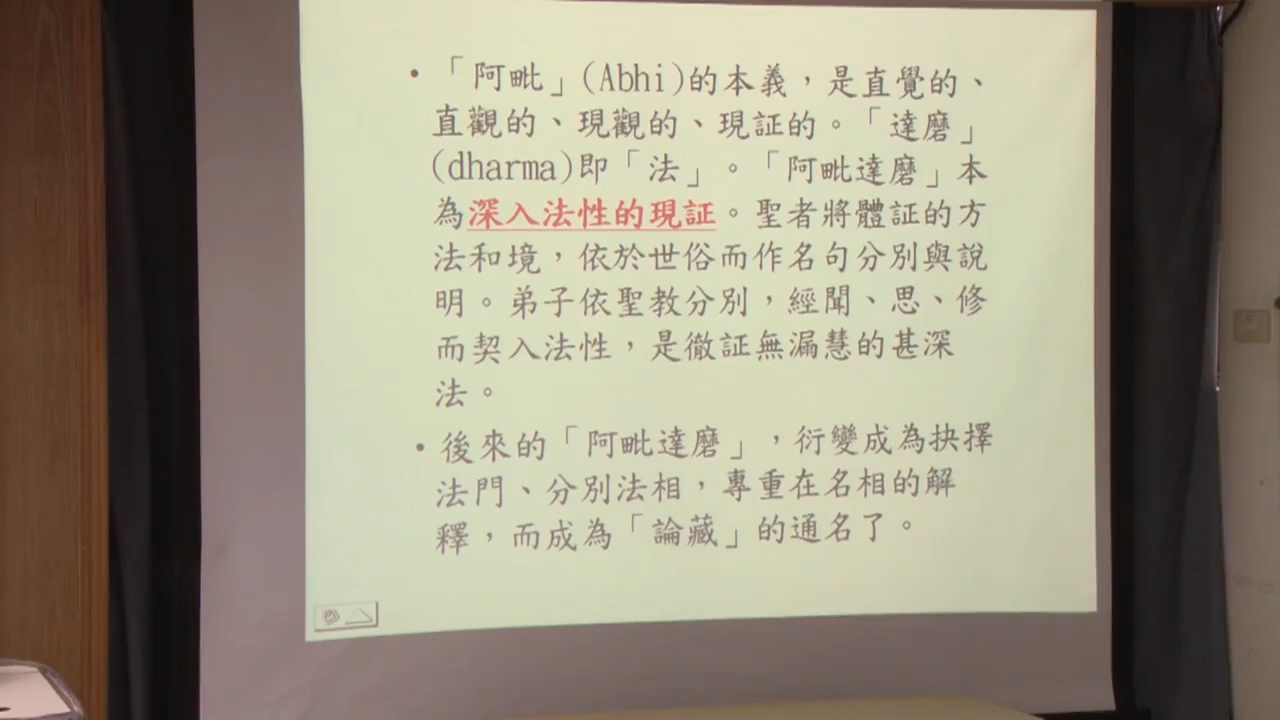 •「阿毗」(Abhi)的本義，是直覺的、
直觀的、現觀的、現証的。「達磨」
(dharma)即「法」。「阿毗達磨」本
為深入法性的現証。聖者將體証的方
法和境，依於世俗而作名句分別與說
明。弟子依聖教分別，經聞、思、修
而契入法性，是徹証無漏慧的甚深
法。
•後來的「阿毗達磨」，衍變成為抉擇
法門、分別法相，專重在名相的解
釋，而成為「論藏」的通名了。